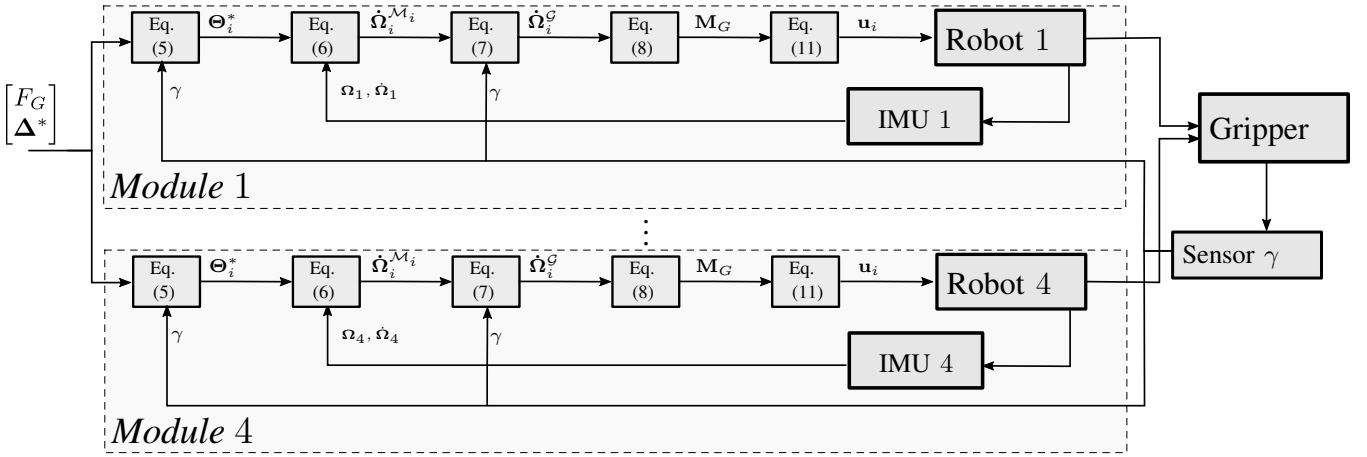 [F_G
Δ*]
Eq.
(5)
Θ_i^*
Eq.
(6)
Ω̇_i^{M_i}
Eq.
(7)
Ω̇_i^G
Eq.
(8)
M_G
Eq.
(11)
u_i
Robot 1
γ
Ω_1, Ω̇_1
γ
IMU 1
Module 1
Gripper
Sensor γ
⋮
Eq.
(5)
Θ_i^*
Eq.
(6)
Ω̇_i^{M_i}
Eq.
(7)
Ω̇_i^G
Eq.
(8)
M_G
Eq.
(11)
u_i
Robot 4
γ
Ω_4, Ω̇_4
γ
IMU 4
Module 4